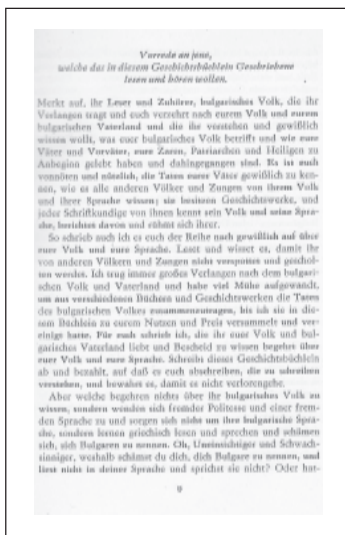 Vorrede an jene,
welche das in diesem Geschichtsbüchlein Geschriebene
lesen und hören wollen.
Merkt auf, ihr Leser und Zuhörer, bulgarisches Volk, die ihr
Verlangen tragt und euch verzehrt nach eurem Volk und eurem
bulgarischen Vaterland und die ihr verstehen und gewißlich
wissen wollt, was euer bulgarisches Volk betrifft und wie eure
Väter und Vorväter, eure Zaren, Patriarchen und Heiligen zu
Anbeginn gelebt haben und dahingegangen sind. Es ist euch
vonnöten und nützlich, die Taten eurer Väter gewißlich zu ken-
nen, wie es alle anderen Völker und Zungen von ihrem Volk
und ihrer Sprache wissen; sie besitzen Geschichtswerke, und
jeder Schriftkundige von ihnen kennt sein Volk und seine Spra-
che, berichtet davon und rühmt sich ihrer.
So schrieb auch ich es euch der Reihe nach gewißlich auf über
euer Volk und eure Sprache. Leset und wisset es, damit ihr
von anderen Völkern und Zungen nicht verspottet und geschol-
ten werdet. Ich trug immer großes Verlangen nach dem bulgari-
schen Volk und Vaterland und habe viel Mühe aufgewandt,
um aus verschiedenen Büchern und Geschichtswerken die Taten
des bulgarischen Volkes zusammenzutragen, bis ich sie in die-
sem Büchlein zu eurem Nutzen und Preis versammelt und ver-
einigt hatte. Für euch schrieb ich, die ihr euer Volk und bul-
garisches Vaterland liebt und Bescheid zu wissen begehrt über
euer Volk und eure Sprache. Schreibt dieses Geschichtsbüchlein
ab und bezahlt, auf daß es euch abschreiben, die zu schreiben
verstehen, und bewahrt es, damit es nicht verlorengehe.
Aber welche begehren nichts über ihr bulgarisches Volk zu
wissen, sondern wenden sich fremder Politesse und einer frem-
den Sprache zu und sorgen sich nicht um ihre bulgarische Spra-
che, sondern lernen griechisch lesen und sprechen und schämen
sich, sich Bulgaren zu nennen. Oh, Uneinsichtiger und Schwach-
sinniger, weshalb schämst du dich, dich Bulgare zu nennen, und
liest nicht in deiner Sprache und sprichst sie nicht? Oder hat-
9